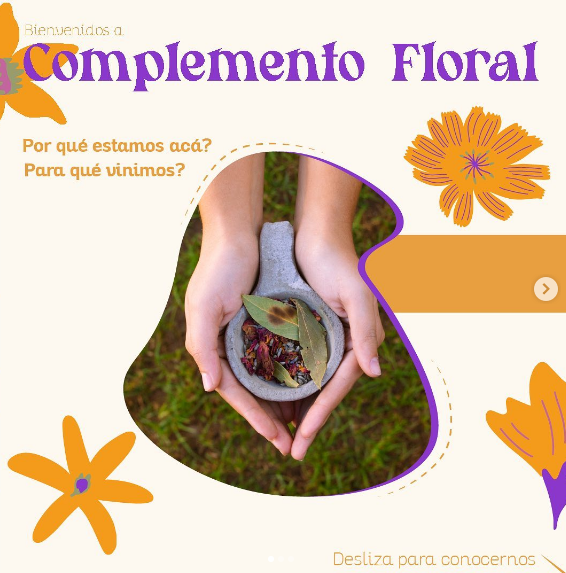 Bienvenidos a
Complemento Floral
Por qué estamos acá?
Para qué vinimos?
Desliza para conocernos